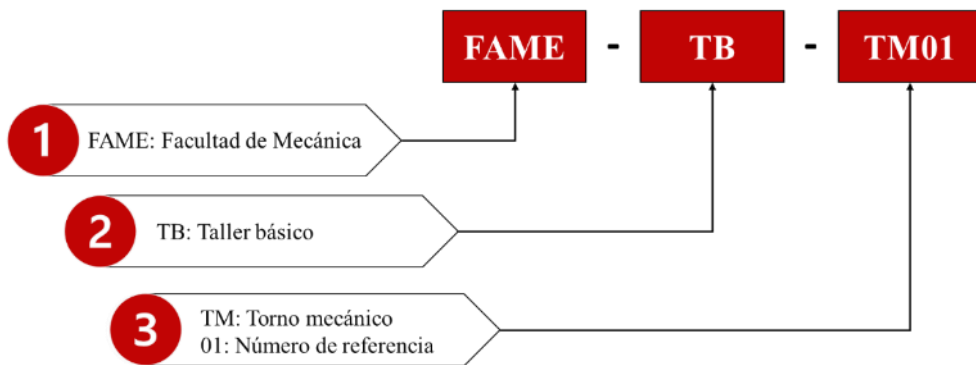 FAME - TB - TM01
1 FAME: Facultad de Mecánica
2 TB: Taller básico
3 TM: Torno mecánico
01: Número de referencia